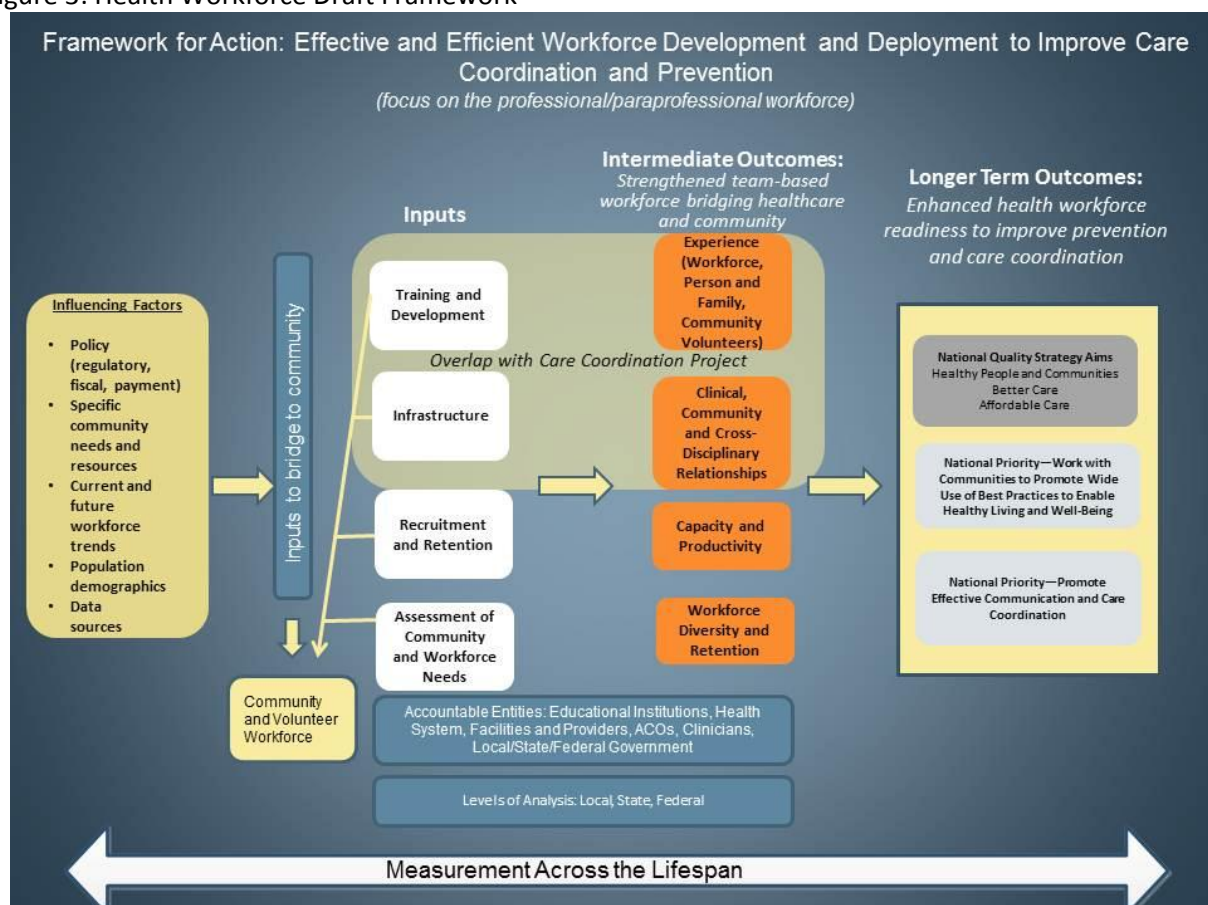 Figure 3: Health Workforce Draft Framework
Framework for Action: Effective and Efficient Workforce Development and Deployment to Improve Care
Coordination and Prevention
(focus on the professional/paraprofessional workforce)
Influencing Factors
• Policy
(regulatory,
fiscal, payment)
• Specific
community
needs and
resources
• Current and
future
workforce
trends
• Population
demographics
• Data
sources
Inputs to bridge to community
Community
and Volunteer
Workforce
Inputs
Training and
Development
Overlap with Care Coordination Project
Infrastructure
Recruitment
and Retention
Assessment of
Community
and Workforce
Needs
Intermediate Outcomes:
Strengthened team-based
workforce bridging healthcare
and community
Experience
(Workforce,
Person and
Family,
Community
Volunteers)
Clinical,
Community
and Cross-
Disciplinary
Relationships
Capacity and
Productivity
Workforce
Diversity and
Retention
Longer Term Outcomes:
Enhanced health workforce
readiness to improve prevention
and care coordination
National Quality Strategy Aims
Healthy People and Communities
Better Care
Affordable Care
National Priority—Work with
Communities to Promote Wide
Use of Best Practices to Enable
Healthy Living and Well-Being
National Priority—Promote
Effective Communication and Care
Coordination
Accountable Entities: Educational Institutions, Health
System, Facilities and Providers, ACOs, Clinicians,
Local/State/Federal Government
Levels of Analysis: Local, State, Federal
Measurement Across the Lifespan